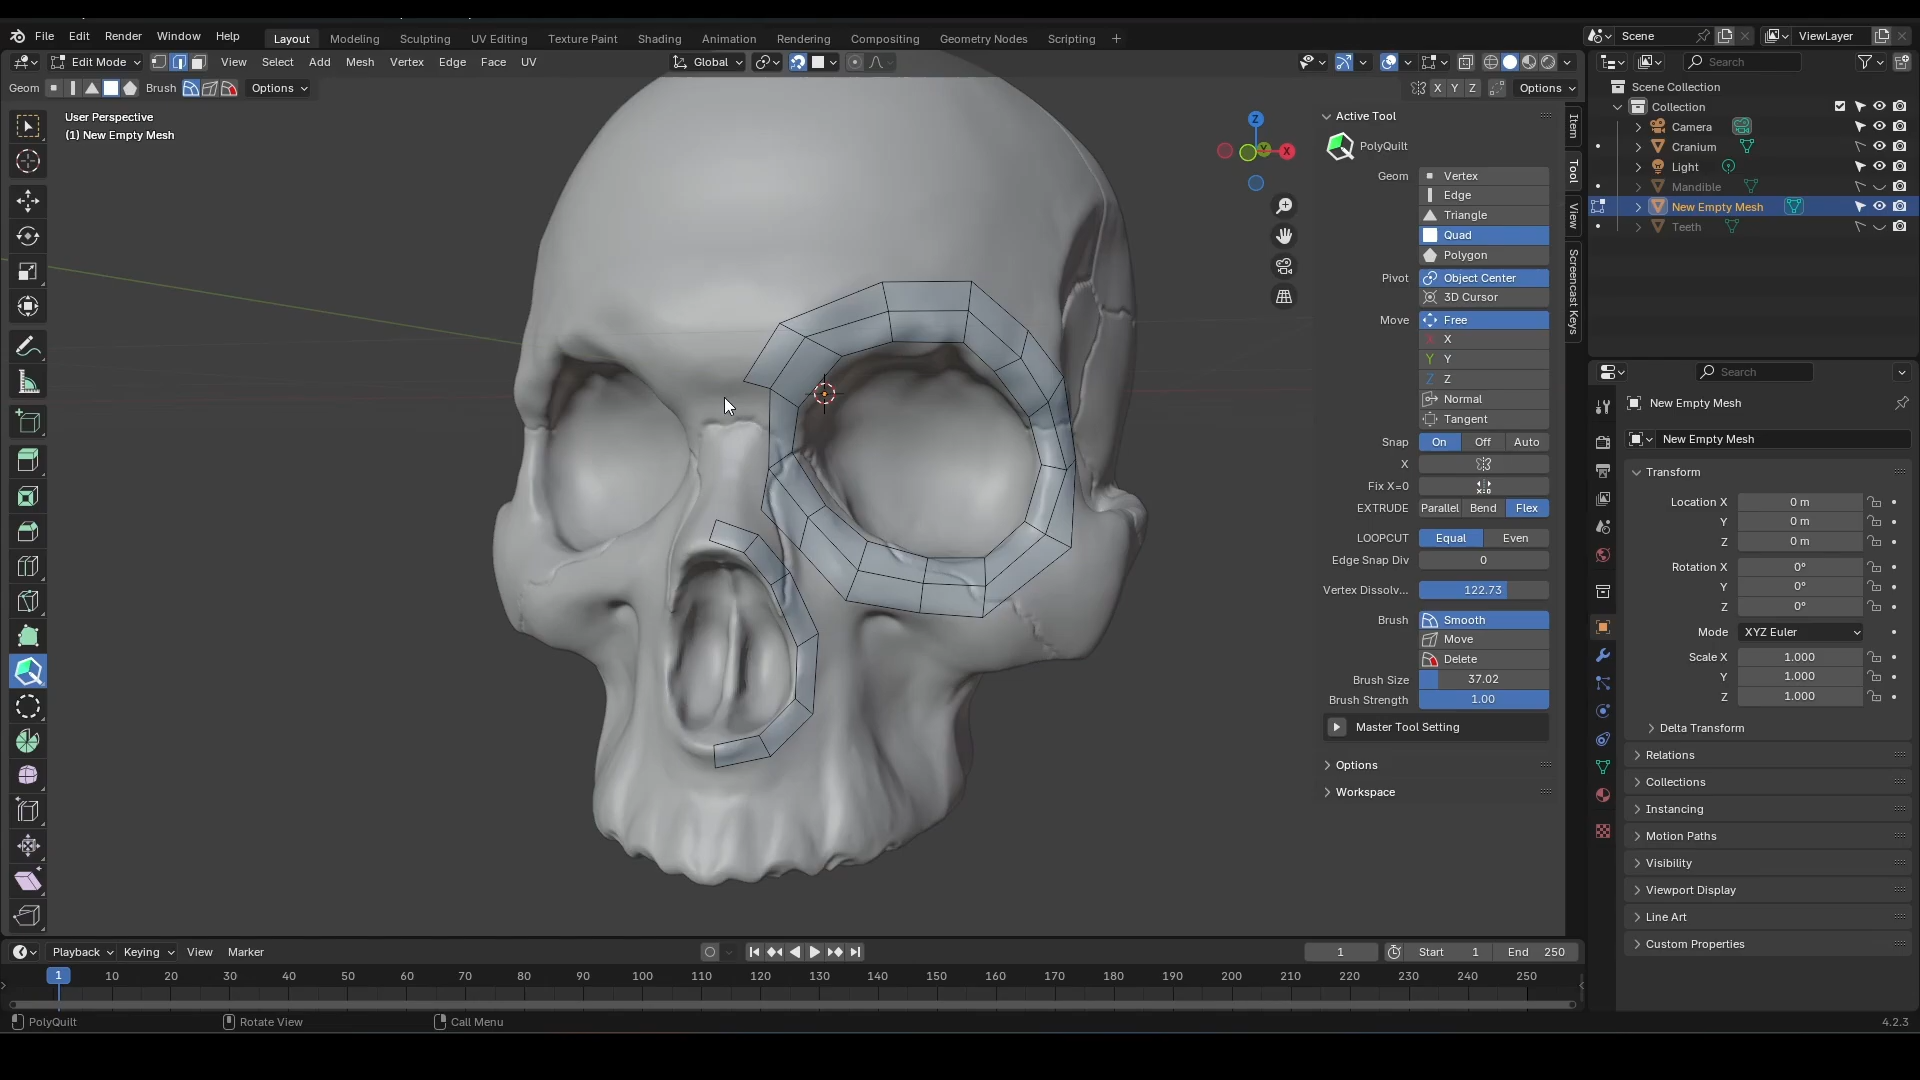 File Edit Render Window Help Layout Modeling Sculpting UV Editing Texture Paint Shading Animation Rendering Compositing Geometry Nodes Scripting + Scene ViewLayer
Edit Mode View Select Add Mesh Vertex Edge Face UV Global Search
Geom Brush Options X Y Z Options
User Perspective
(1) New Empty Mesh
Z
X
Y
Active Tool
PolyQuilt
Geom Vertex
Edge
Triangle
Quad
Polygon
Pivot Object Center
3D Cursor
Move Free
X X
Y Y
Z Z
Normal
Tangent
Snap On Off Auto
X
Fix X=0
EXTRUDE Parallel Bend Flex
LOOPCUT Equal Even
Edge Snap Div 0
Vertex Dissolv... 122.73
Brush Smooth
Move
Delete
Brush Size 37.02
Brush Strength 1.00
Master Tool Setting
Options
Workspace
Item
Tool
View
Screencast Keys
Scene Collection
Collection
Camera
Cranium
Light
Mandible
New Empty Mesh
Teeth
Search
New Empty Mesh
New Empty Mesh
Transform
Location X 0 m
Y 0 m
Z 0 m
Rotation X 0°
Y 0°
Z 0°
Mode XYZ Euler
Scale X 1.000
Y 1.000
Z 1.000
Delta Transform
Relations
Collections
Instancing
Motion Paths
Visibility
Viewport Display
Line Art
Custom Properties
Playback Keying View Marker 1 Start 1 End 250
1 10 20 30 40 50 60 70 80 90 100 110 120 130 140 150 160 170 180 190 200 210 220 230 240 250
PolyQuilt Rotate View Call Menu 4.2.3